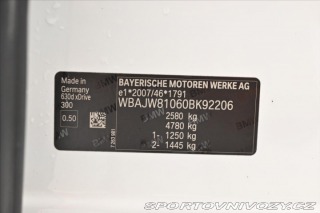 Made in
Germany
630d xDrive
300
0.50
BAYERISCHE MOTOREN WERKE AG
e1*2007/46*1791
WBAJW81060BK92206
2580 kg
4780 kg
1- 1250 kg
2- 1445 kg
SPORTOVNIVOZY.CZ